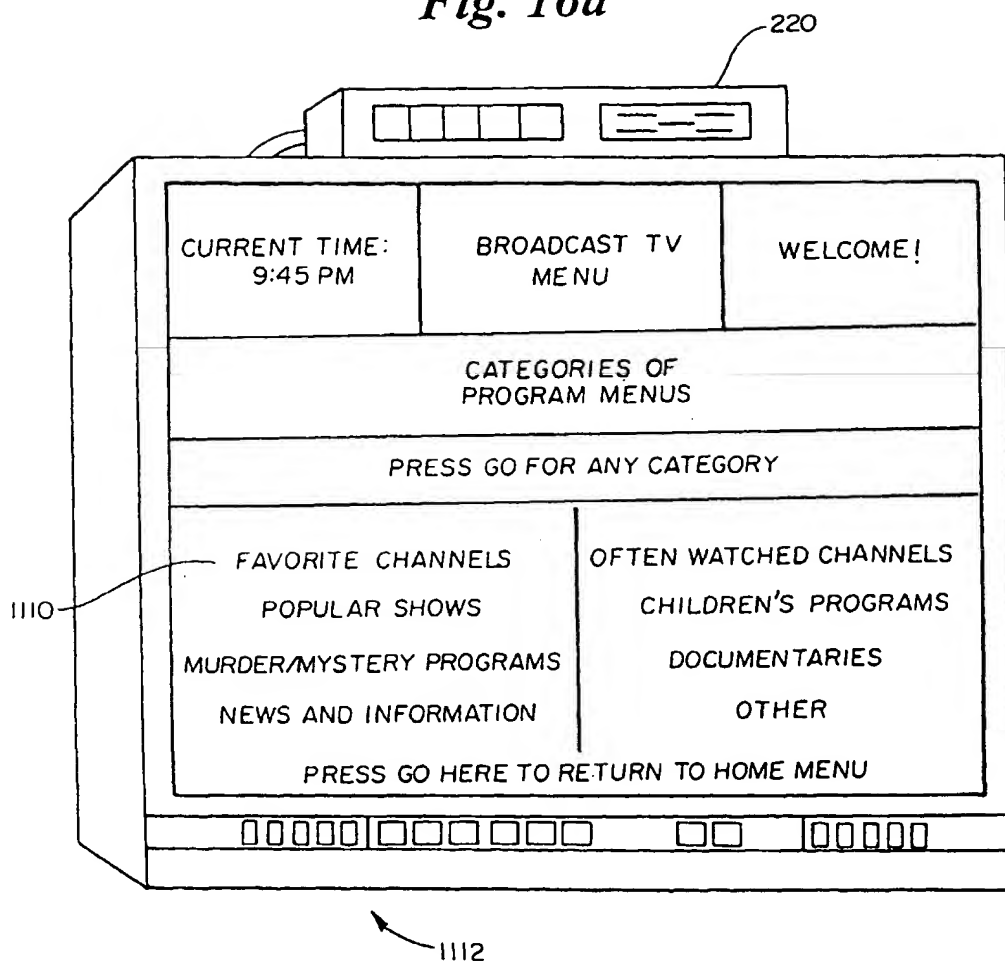 Fig. 16a
220
CURRENT TIME:
9:45 PM
BROADCAST TV
MENU
WELCOME!
CATEGORIES OF
PROGRAM MENUS
PRESS GO FOR ANY CATEGORY
FAVORITE CHANNELS
POPULAR SHOWS
MURDER/MYSTERY PROGRAMS
NEWS AND INFORMATION
OFTEN WATCHED CHANNELS
CHILDREN'S PROGRAMS
DOCUMENTARIES
OTHER
PRESS GO HERE TO RETURN TO HOME MENU
1110
1112